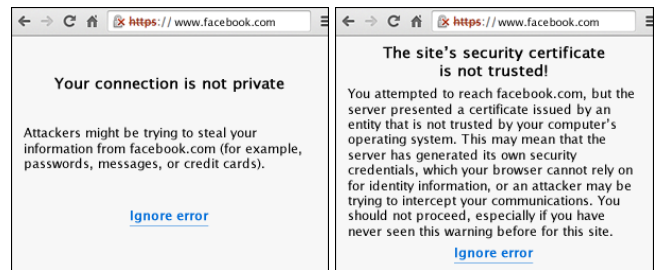 https:// www.facebook.com
Your connection is not private
Attackers might be trying to steal your
information from facebook.com (for example,
passwords, messages, or credit cards).
Ignore error
https:// www.facebook.com
The site's security certificate
is not trusted!
You attempted to reach facebook.com, but the
server presented a certificate issued by an
entity that is not trusted by your computer's
operating system. This may mean that the
server has generated its own security
credentials, which your browser cannot rely on
for identity information, or an attacker may be
trying to intercept your communications. You
should not proceed, especially if you have
never seen this warning before for this site.
Ignore error